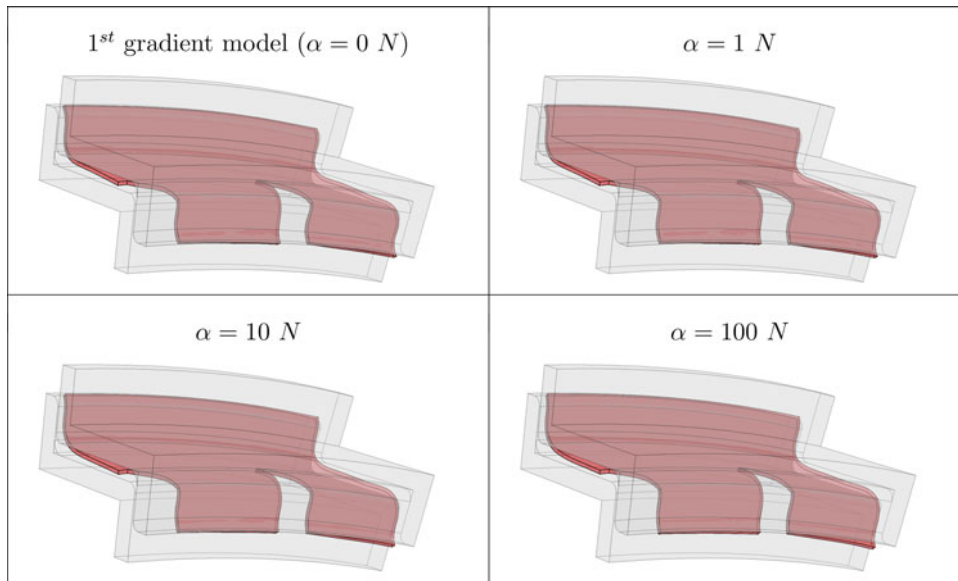 1st gradient model (α = 0 N)
α = 1 N
α = 10 N
α = 100 N